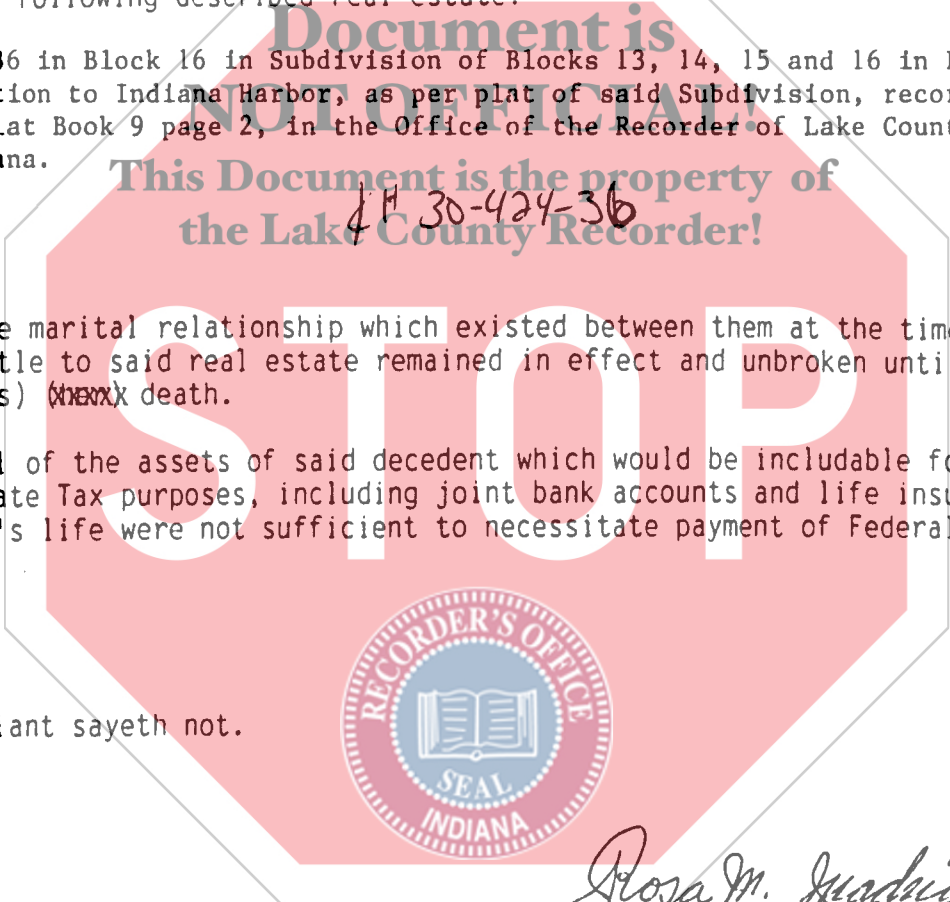 following described real estate:
Document is
36 in Block 16 in Subdivision of Blocks 13, 14, 15 and 16 in
tion to Indiana Harbor, as per plat of said Subdivision, recor
NOT OFFICIAL!
lat Book 9 page 2, in the Office of the Recorder of Lake Coun
ana.
This Document is the property of
30-424-36
the Lake County Recorder!
STOP
e marital relationship which existed between them at the tim
tle to said real estate remained in effect and unbroken unti
s) death.
of the assets of said decedent which would be includable fo
ate Tax purposes, including joint bank accounts and life insu
's life were not sufficient to necessitate payment of Federal
RECORDER'S OFFICE
SEAL
INDIANA
ant sayeth not.
Rosa M.